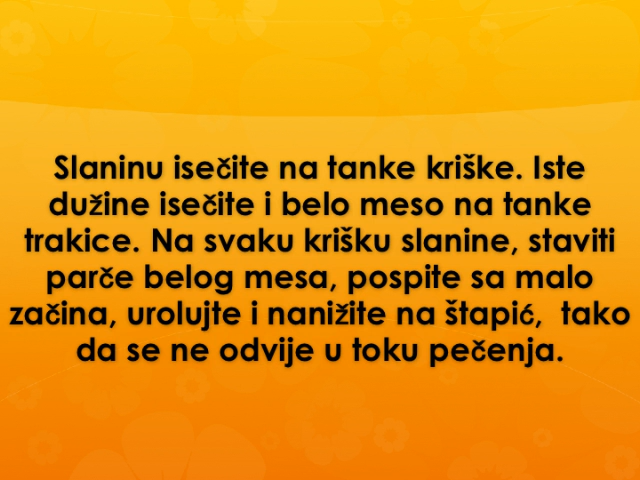 Slaninu isečite na tanke kriške. Iste
dužine isečite i belo meso na tanke
trakice. Na svaku krišku slanine, staviti
parče belog mesa, pospite sa malo
začina, urolujte i nanižite na štapić,  tako
da se ne odvije u toku pečenja.